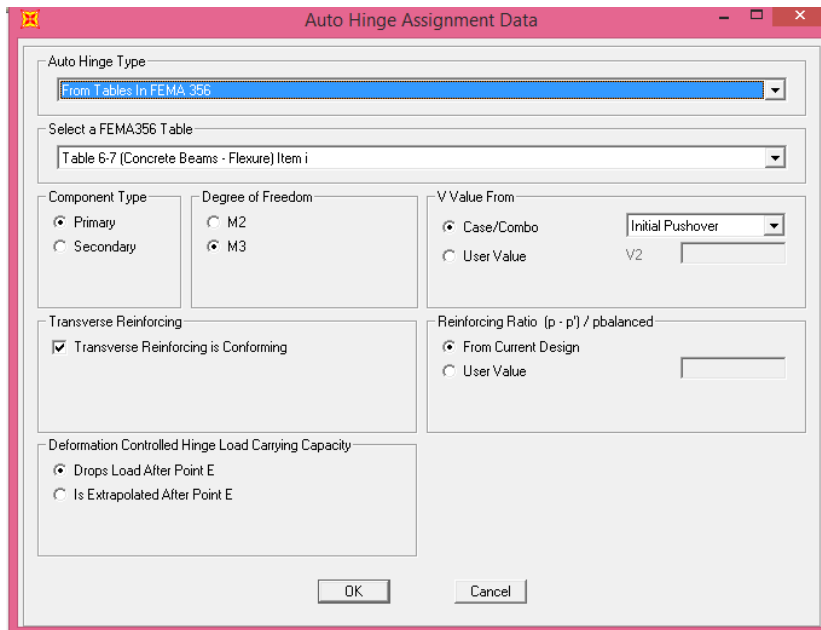 Auto Hinge Assignment Data
Auto Hinge Type
From Tables In FEMA 356
Select a FEMA356 Table
Table 6-7 (Concrete Beams - Flexure) Item i
Component Type
Primary
Secondary
Degree of Freedom
M2
M3
V Value From
Case/Combo
Initial Pushover
User Value
V2
Transverse Reinforcing
Transverse Reinforcing is Conforming
Reinforcing Ratio (p - p') / pbalanced
From Current Design
User Value
Deformation Controlled Hinge Load Carrying Capacity
Drops Load After Point E
Is Extrapolated After Point E
OK
Cancel